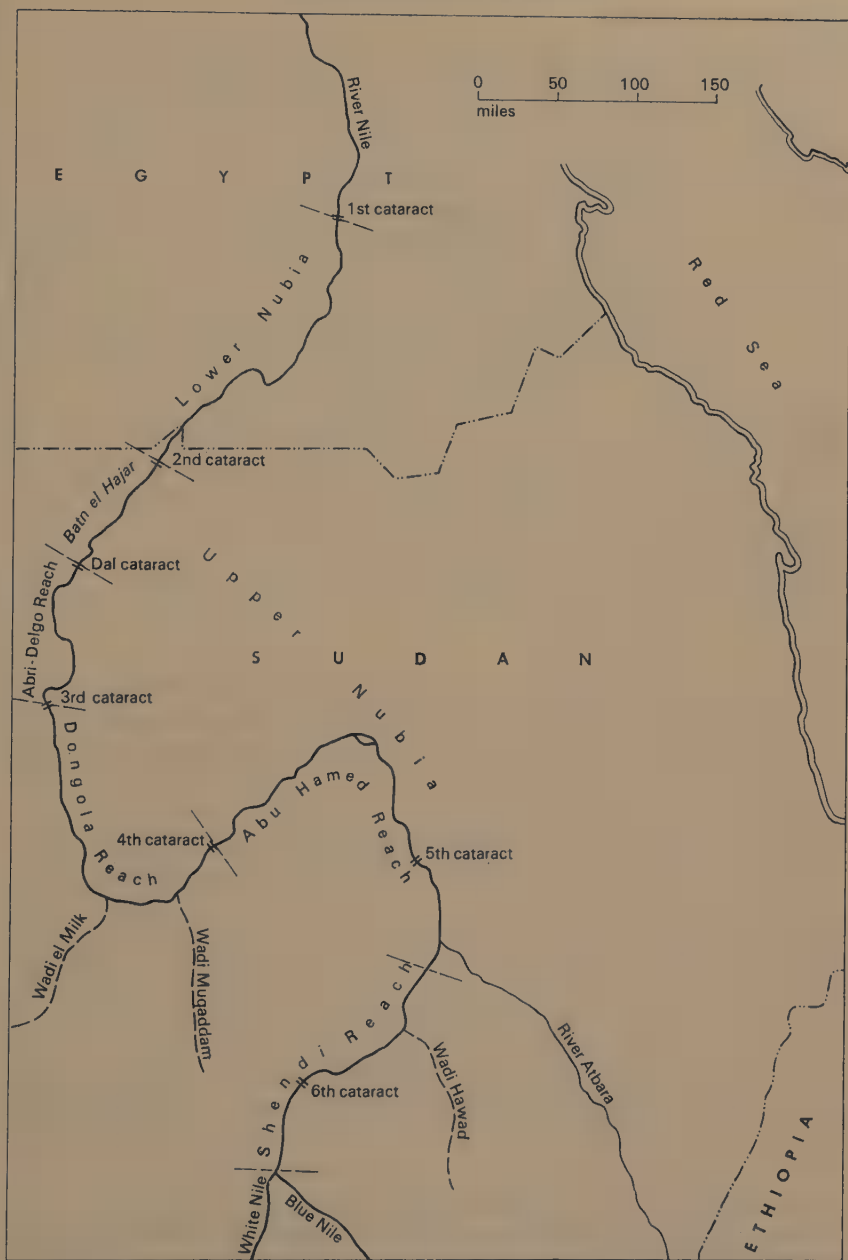 0 50 100 150
miles
River Nile
E G Y P T
1st cataract
Lower Nubia
Red Sea
2nd cataract
Batn el Hajar
Dal cataract
Upper Nubia
Abri-Delgo Reach
S U D A N
3rd cataract
Dongola Reach
Abu Hamed Reach
4th cataract
5th cataract
Wadi el Milk
Wadi Muqaddam
Shendi Reach
Wadi Hawad
River Atbara
6th cataract
White Nile
Blue Nile
ETHIOPIA